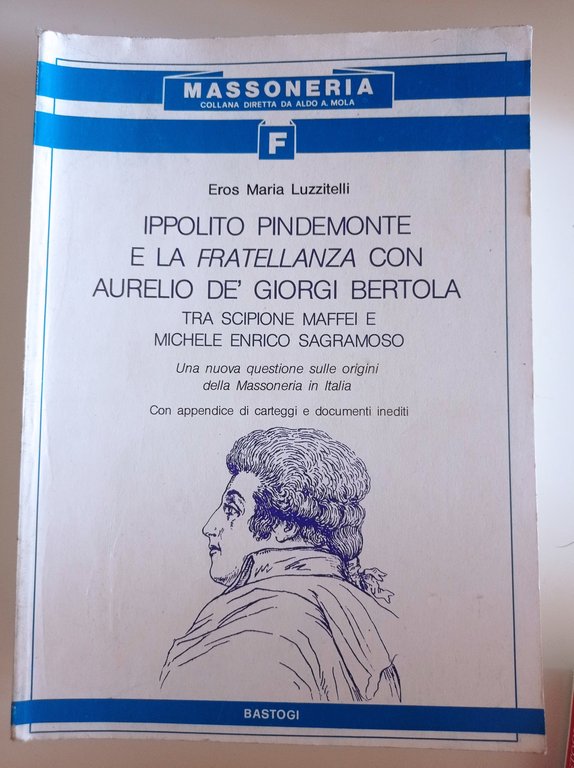 MASSONERIA
COLLANA DIRETTA DA ALDO A. MOLA
F
Eros Maria Luzzitelli
IPPOLITO PINDEMONTE
E LA FRATELLANZA CON
AURELIO DE' GIORGI BERTOLA
TRA SCIPIONE MAFFEI E
MICHELE ENRICO SAGRAMOSO
Una nuova questione sulle origini
della Massoneria in Italia
Con appendice di carteggi e documenti inediti
BASTOGI